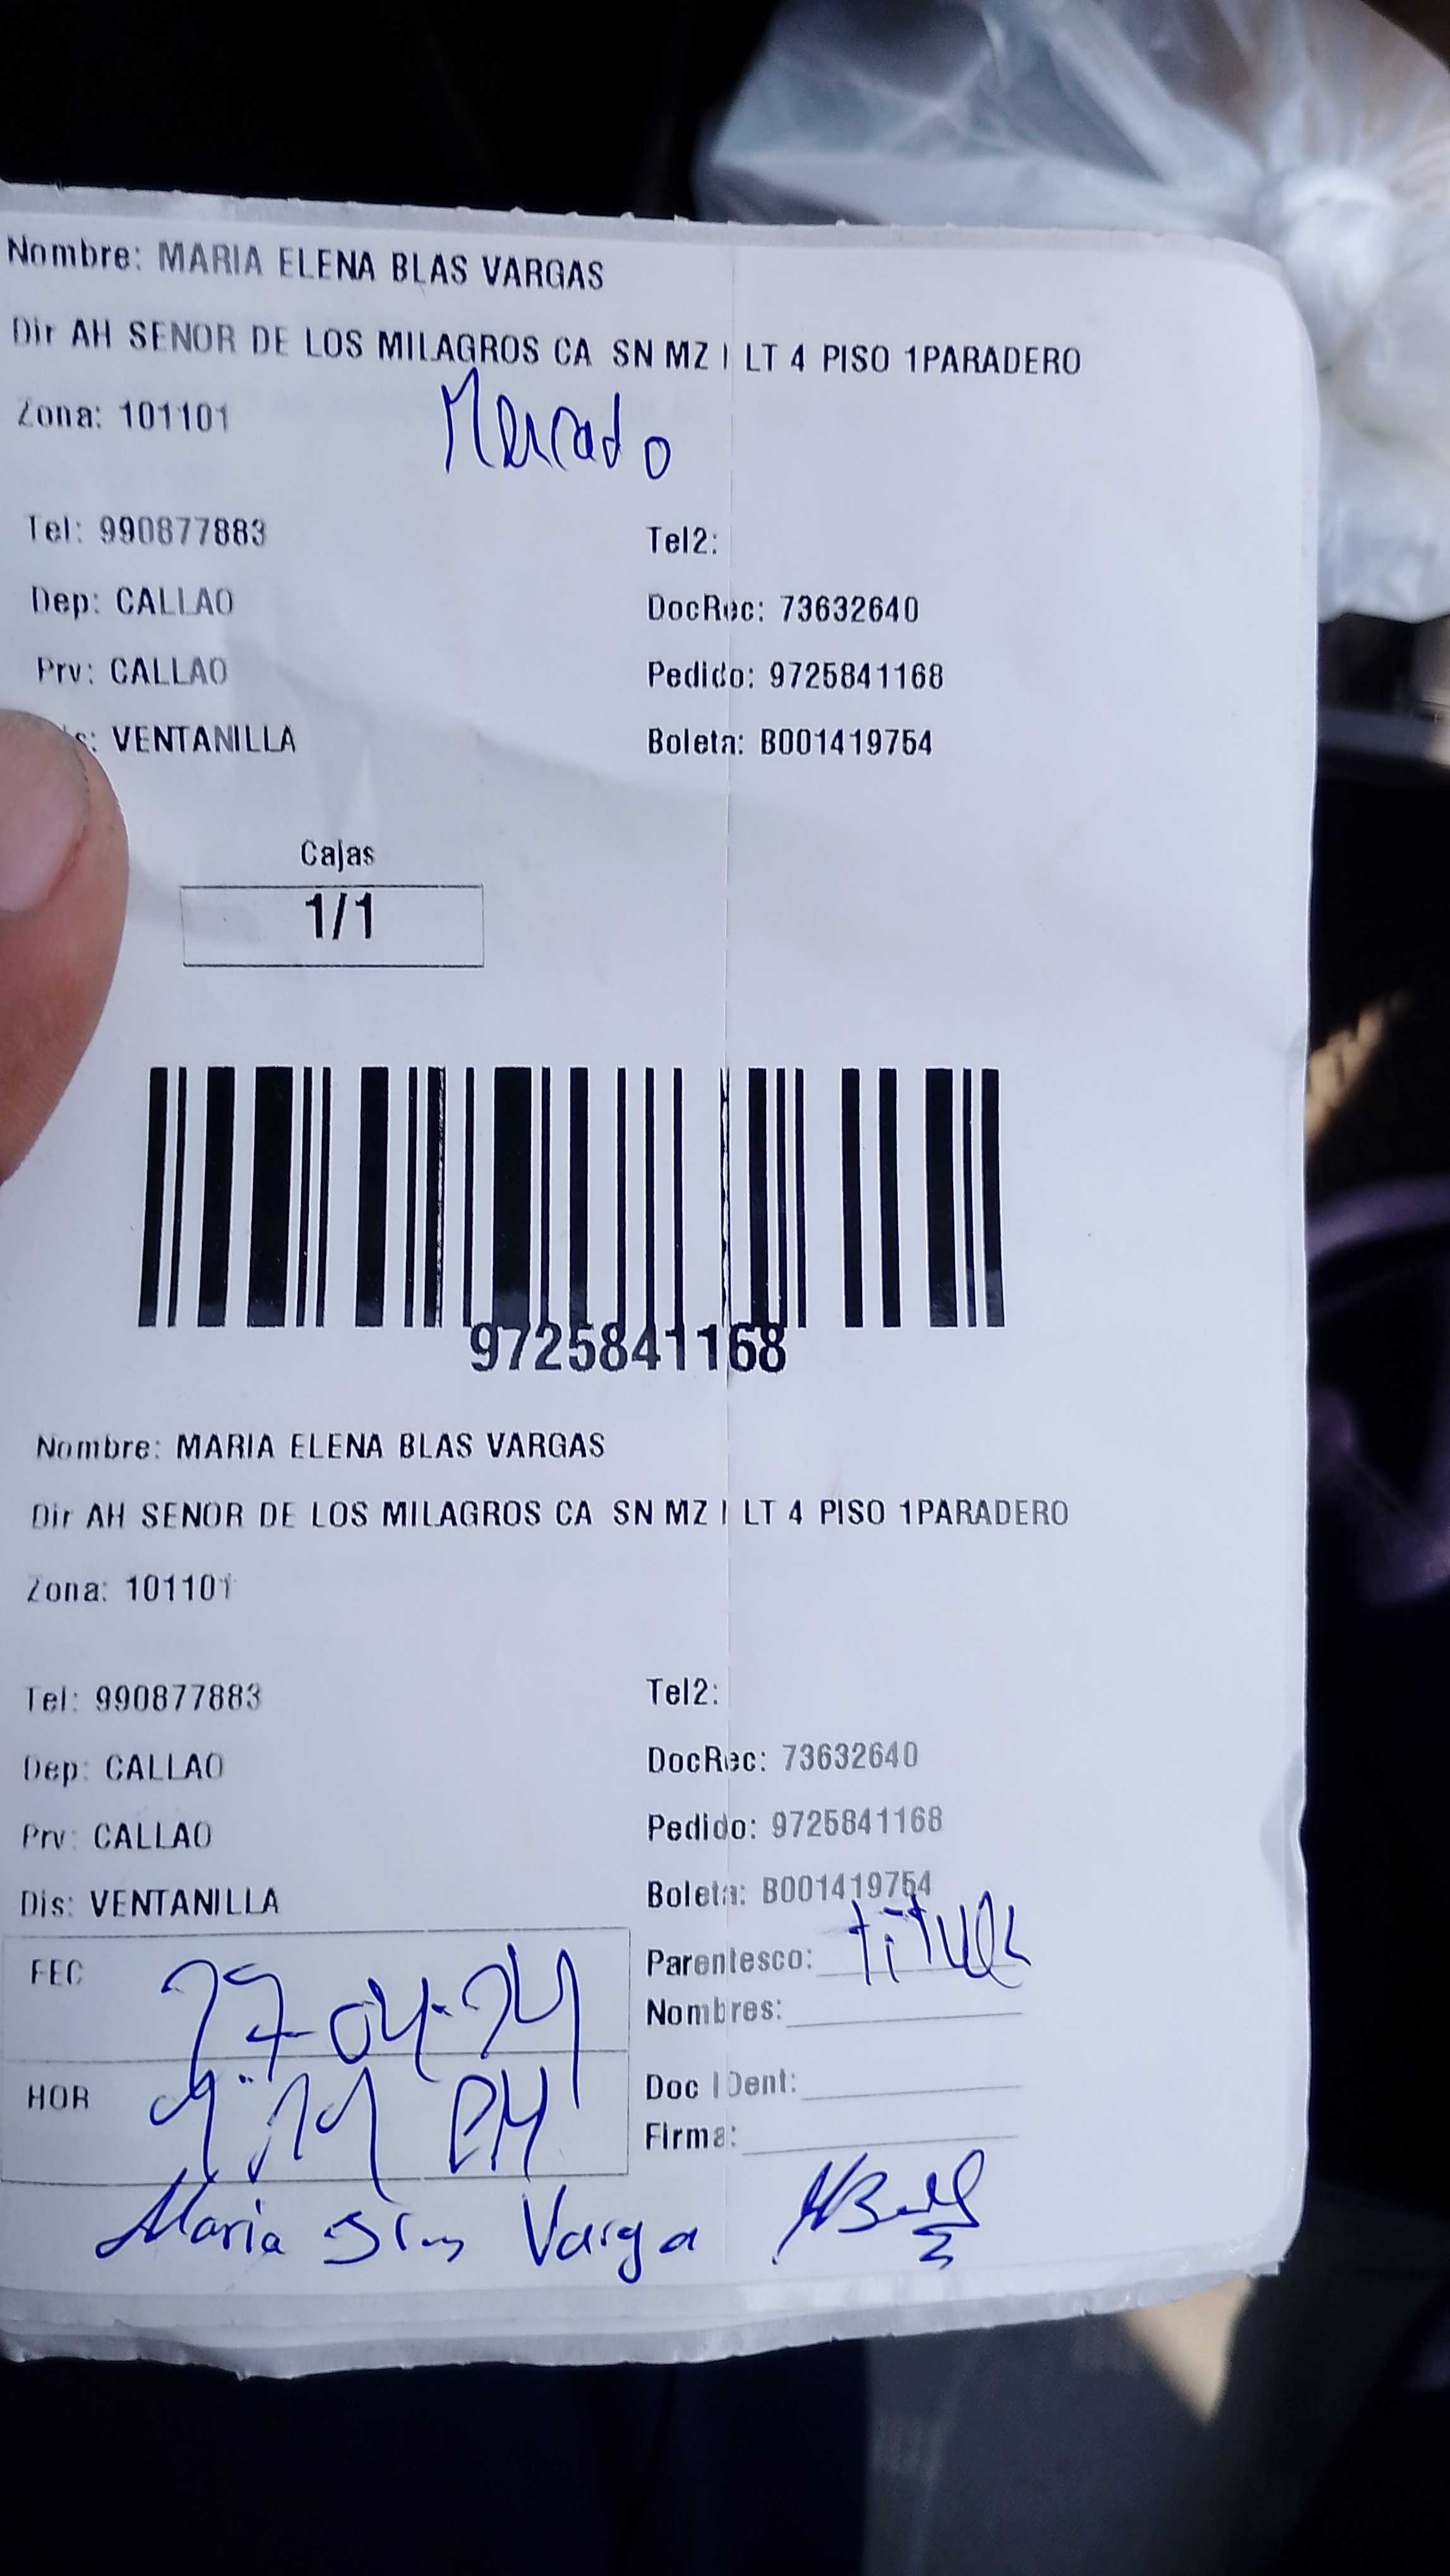 Nombre: MARIA ELENA BLAS VARGAS
Dir AH SENOR DE LOS MILAGROS CA SN MZ I LT 4 PISO 1PARADERO
Zona: 101101
Mercado
Tel: 990877883 Tel2:
Dep: CALLAO DocRec: 73632640
Prv: CALLAO Pedido: 9725841168
s: VENTANILLA Boleta: B001419754
Cajas
1/1
9725841168
Nombre: MARIA ELENA BLAS VARGAS
Dir AH SENOR DE LOS MILAGROS CA SN MZ I LT 4 PISO 1PARADERO
Zona: 101101
Tel: 990877883 Tel2:
Dep: CALLAO DocRec: 73632640
Prv: CALLAO Pedido: 9725841168
Dis: VENTANILLA Boleta: B001419754
FEC 27-04-24 Parentesco: titular
Nombres:
HOR Doc IDent:
Firma:
Maria Blas Varga